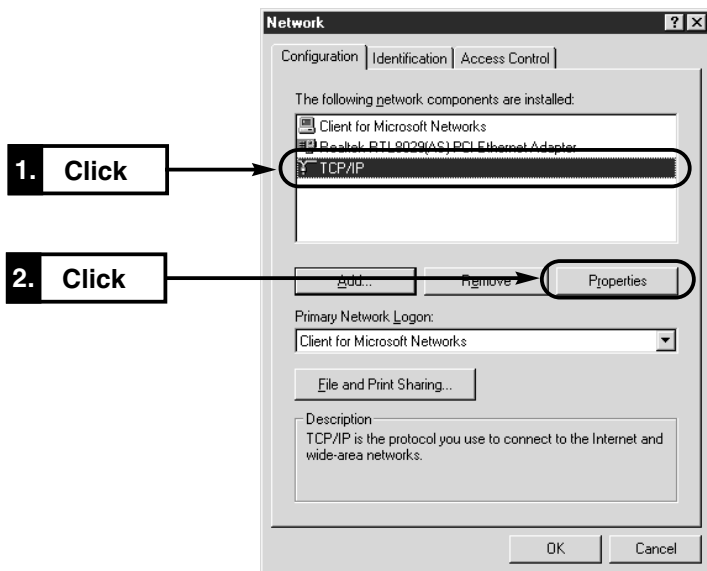 Network
Configuration Identification Access Control
The following network components are installed:
Client for Microsoft Networks
Realtek RTL8029(AS) PCI Ethernet Adapter
1. Click
TCP/IP
2. Click
Add... Remove Properties
Primary Network Logon:
Client for Microsoft Networks
File and Print Sharing...
Description
TCP/IP is the protocol you use to connect to the Internet and
wide-area networks.
OK Cancel